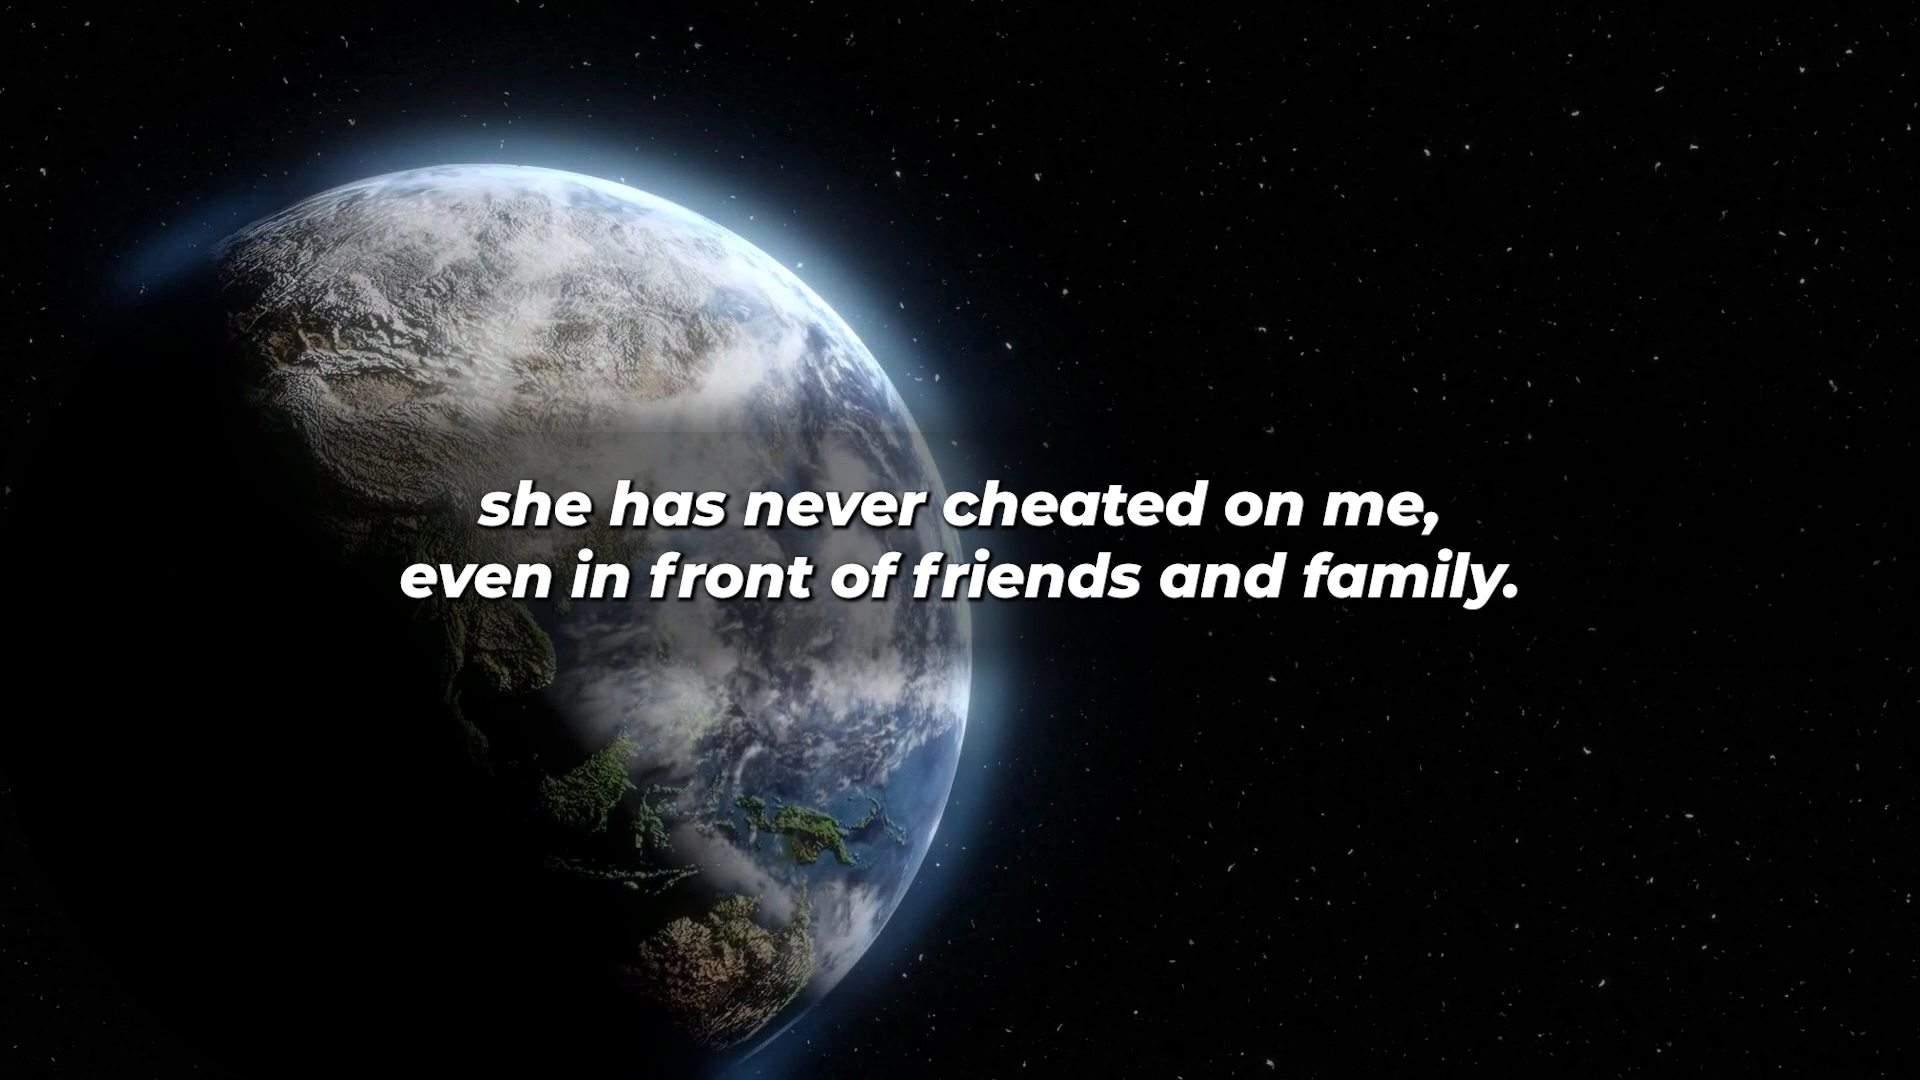 she has never cheated on me,
even in front of friends and family.